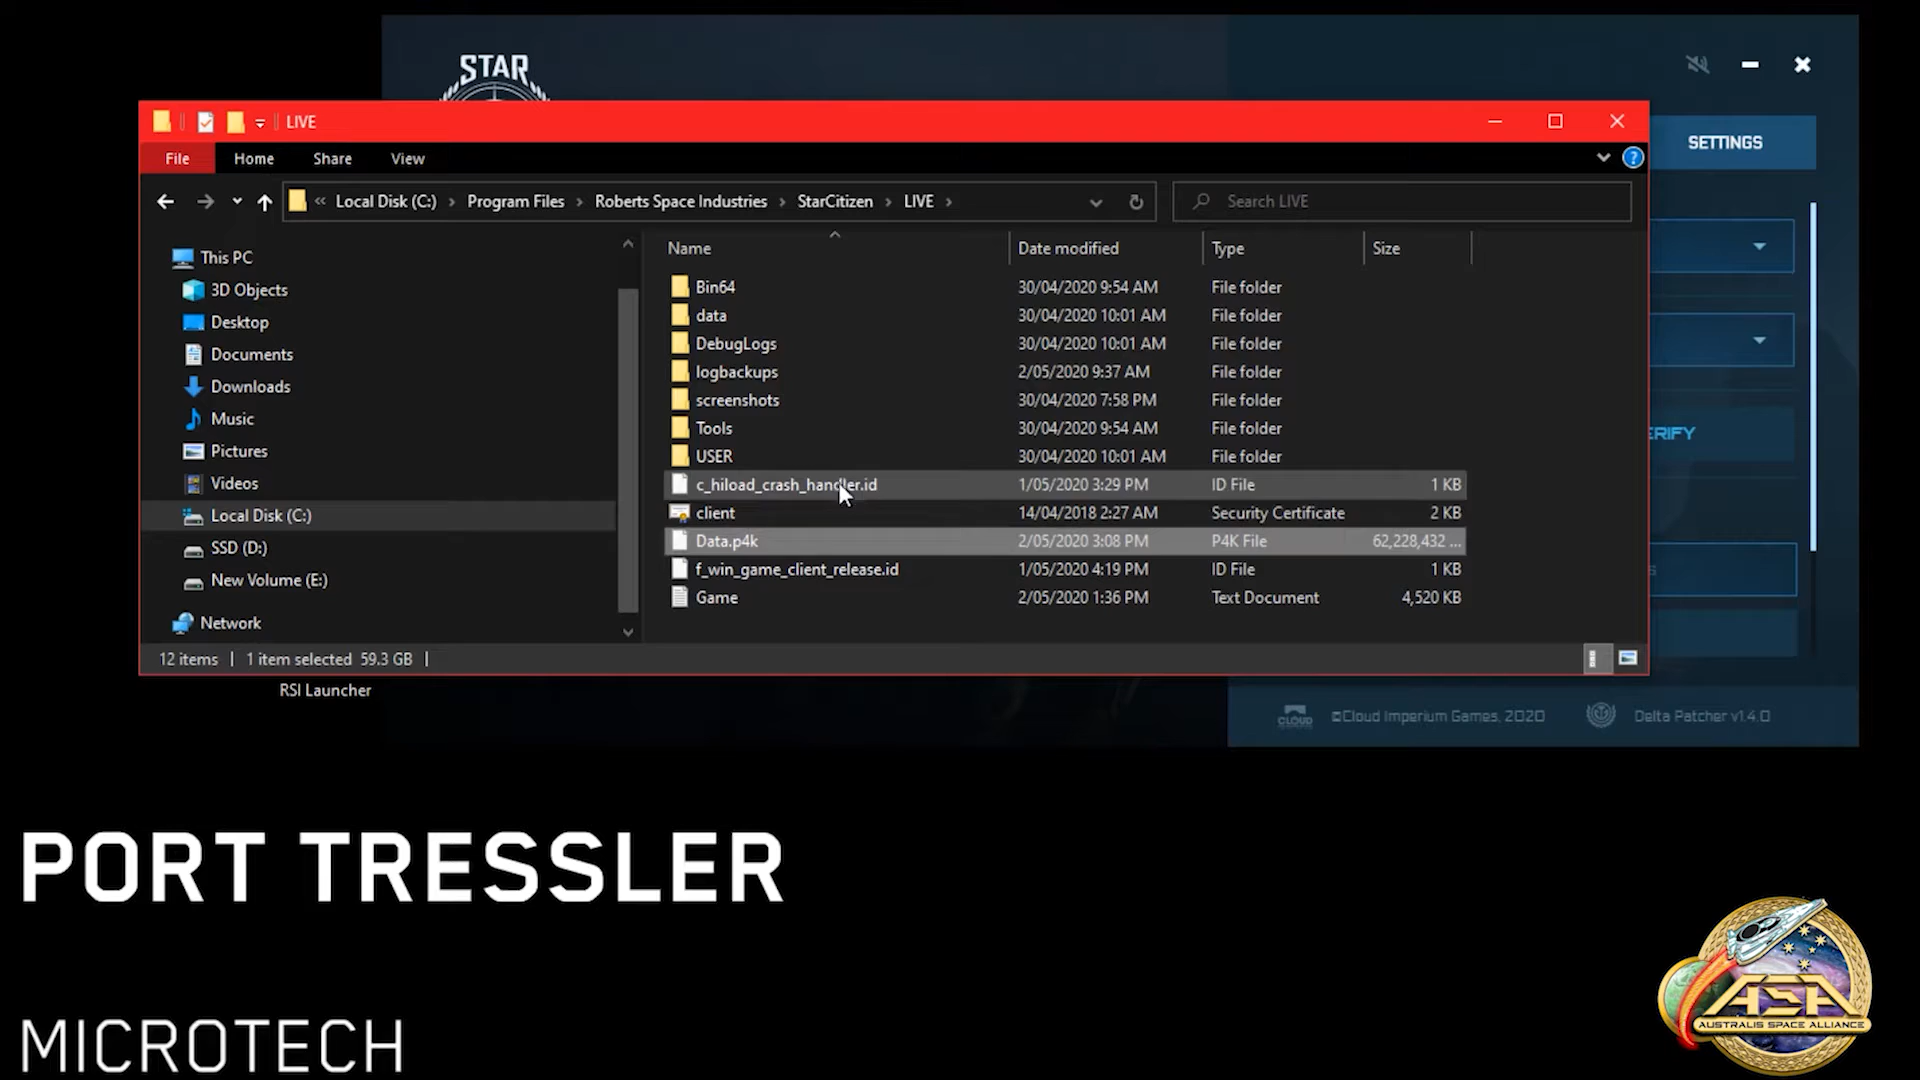 STAR
LIVE
File Home Share View
SETTINGS
« Local Disk (C:) > Program Files > Roberts Space Industries > StarCitizen > LIVE >
Search LIVE
Name Date modified Type Size
This PC
3D Objects
Desktop
Documents
Downloads
Music
Pictures
Videos
Local Disk (C:)
SSD (D:)
New Volume (E:)
Network
Bin64 30/04/2020 9:54 AM File folder
data 30/04/2020 10:01 AM File folder
DebugLogs 30/04/2020 10:01 AM File folder
logbackups 2/05/2020 9:37 AM File folder
screenshots 30/04/2020 7:58 PM File folder
Tools 30/04/2020 9:54 AM File folder
USER 30/04/2020 10:01 AM File folder
c_hiload_crash_handler.id 1/05/2020 3:29 PM ID File 1 KB
client 14/04/2018 2:27 AM Security Certificate 2 KB
Data.p4k 2/05/2020 3:08 PM P4K File 62,228,432 ...
f_win_game_client_release.id 1/05/2020 4:19 PM ID File 1 KB
Game 2/05/2020 1:36 PM Text Document 4,520 KB
ERIFY
12 items | 1 item selected 59.3 GB |
RSI Launcher
CLOUD
©Cloud Imperium Games, 2020
Delta Patcher v1.4.0
PORT TRESSLER
MICROTECH
ASA
AUSTRALIS SPACE ALLIANCE